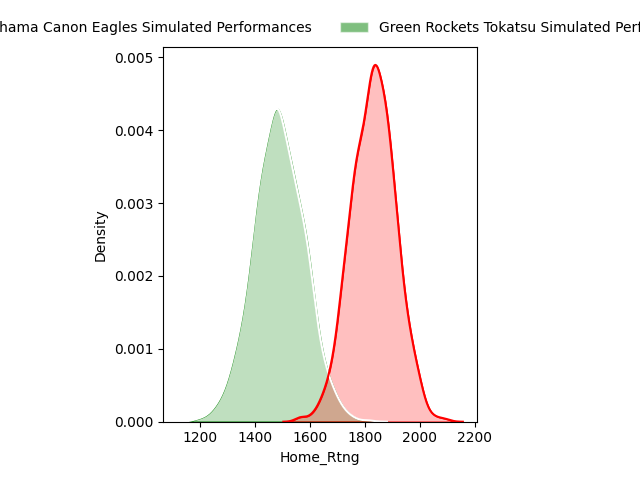 hama Canon Eagles Simulated Performances Green Rockets Tokatsu Simulated Perf
0.005
0.004
0.003
0.002
0.001
0.000
Density
1200 1400 1600 1800 2000 2200
Home_Rtng